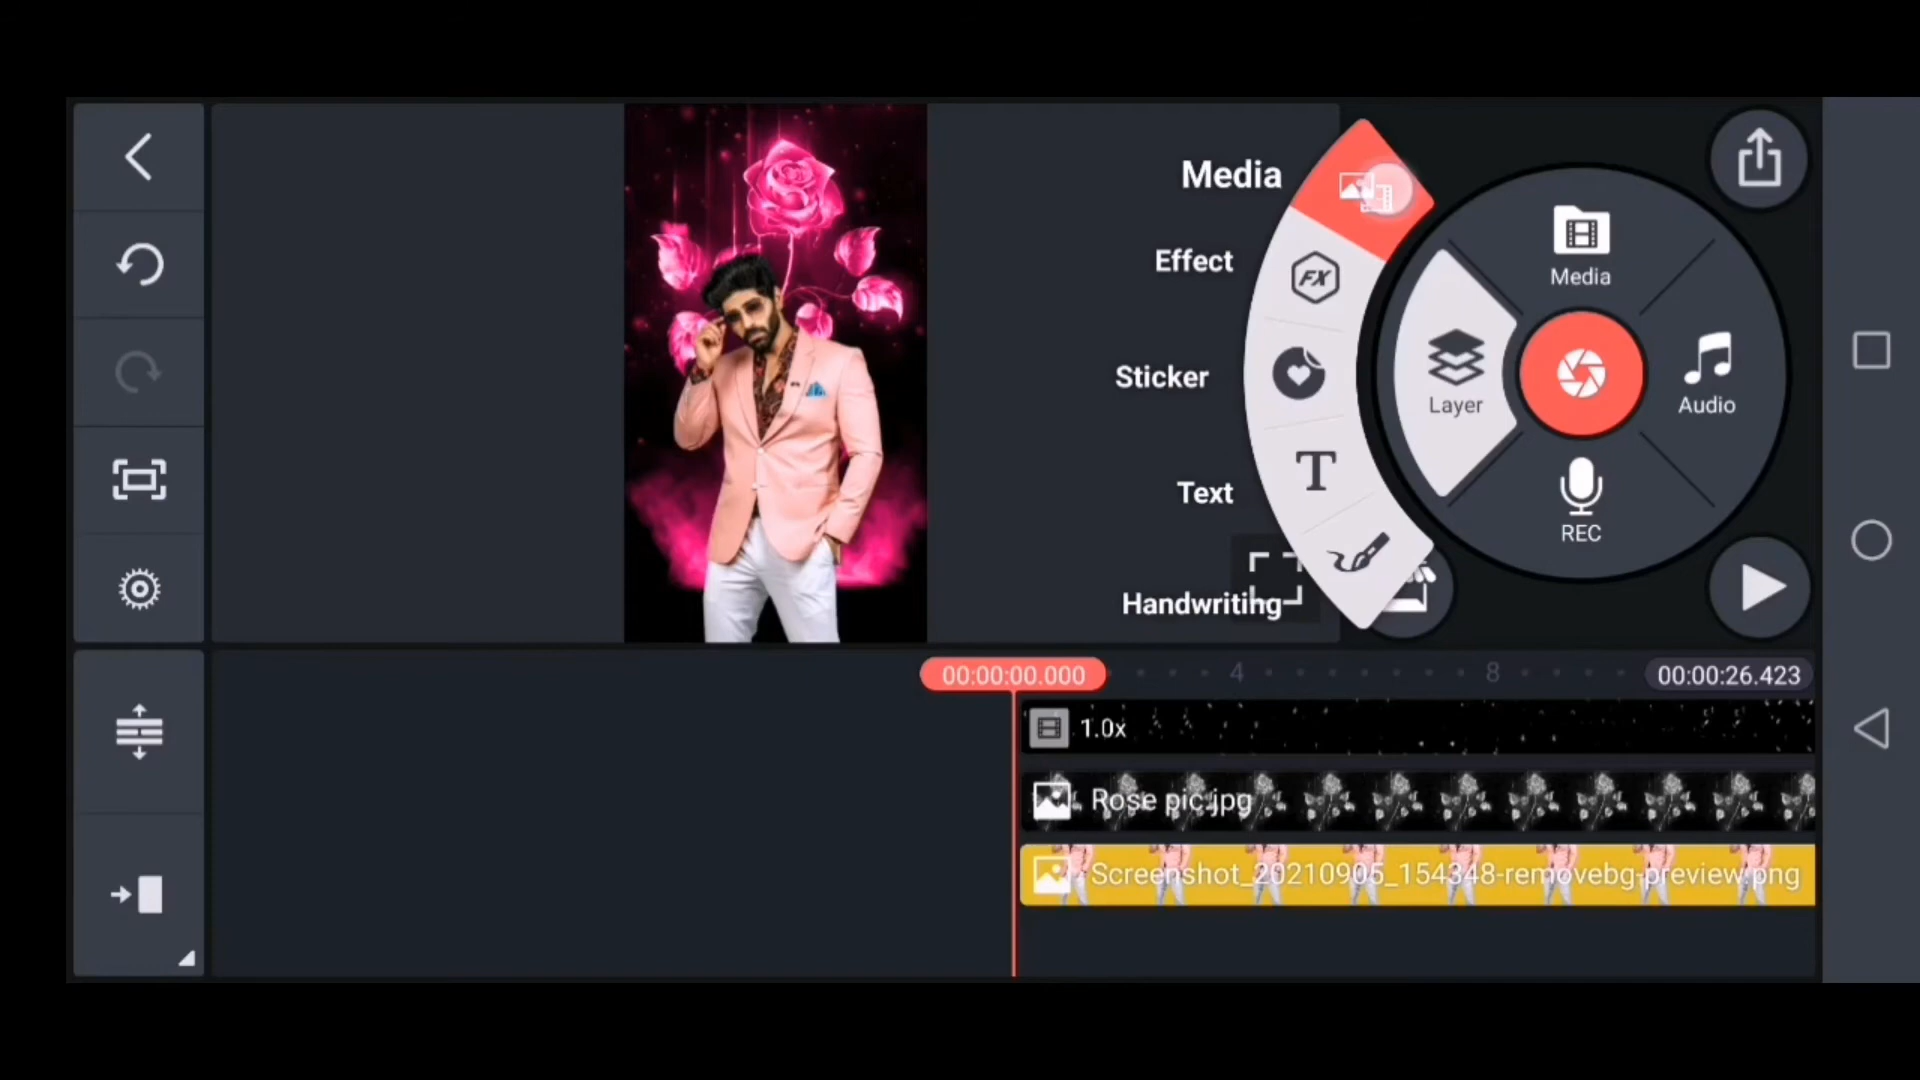 Media
Effect
Sticker
Text
Handwriting
FX
T
Media
Layer
Audio
REC
00:00:00.000
4
8
00:00:26.423
1.0x
Rose pic.jpg
Screenshot_20210905_154348-removebg-preview.png